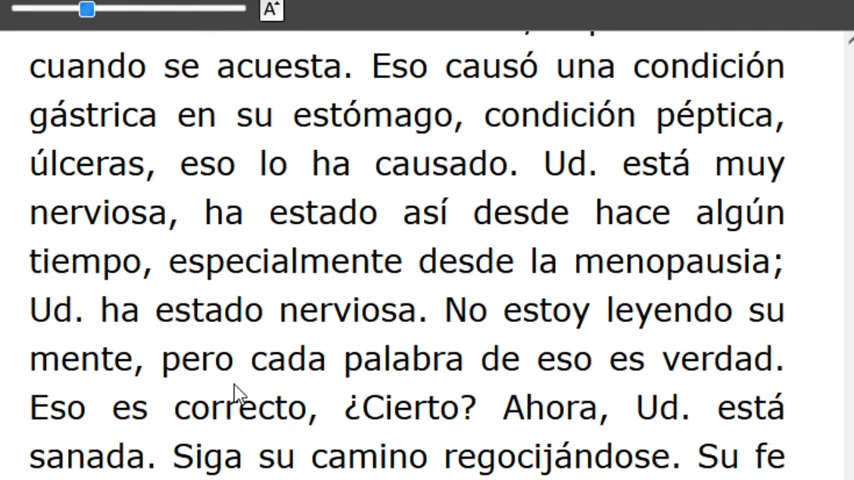 A
cuando se acuesta. Eso causó una condición
gástrica en su estómago, condición péptica,
úlceras, eso lo ha causado. Ud. está muy
nerviosa, ha estado así desde hace algún
tiempo, especialmente desde la menopausia;
Ud. ha estado nerviosa. No estoy leyendo su
mente, pero cada palabra de eso es verdad.
Eso es correcto, ¿Cierto? Ahora, Ud. está
sanada. Siga su camino regocijándose. Su fe